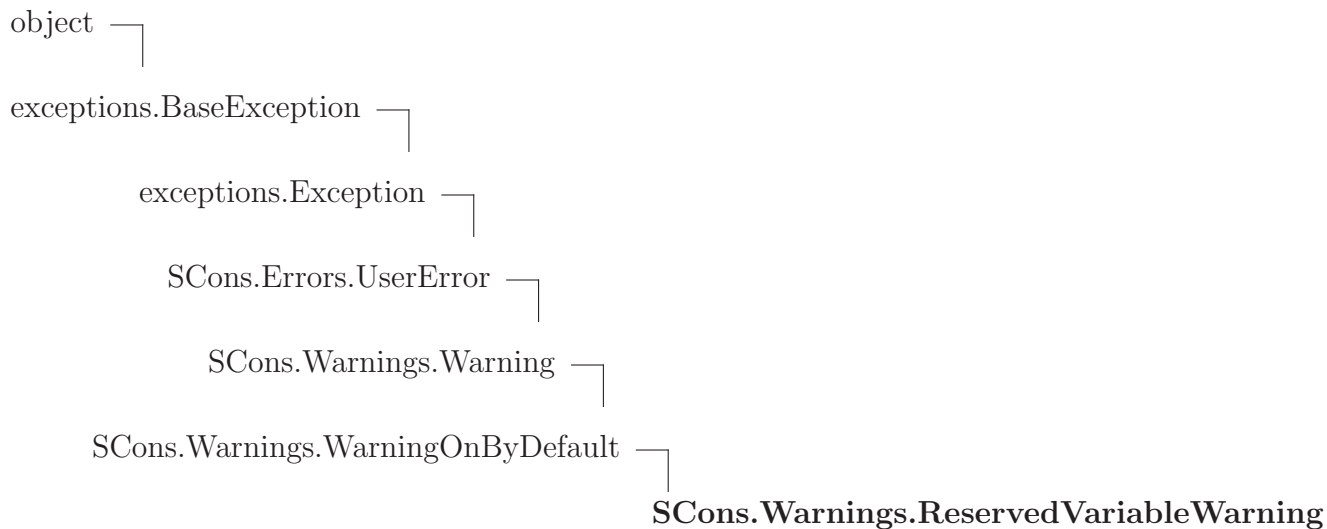 object
exceptions.BaseException
exceptions.Exception
SCons.Errors.UserError
SCons.Warnings.Warning
SCons.Warnings.WarningOnByDefault
SCons.Warnings.ReservedVariableWarning